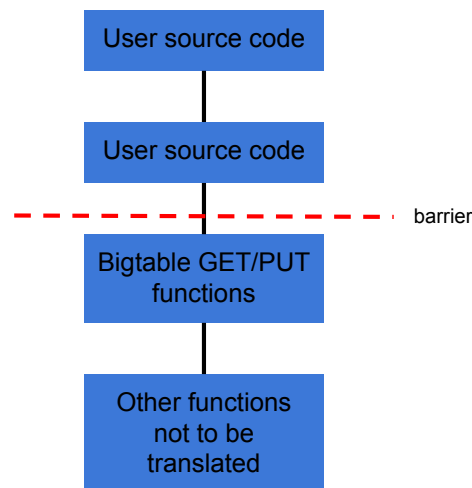 User source code
User source code
barrier
Bigtable GET/PUT
functions
Other functions
not to be
translated